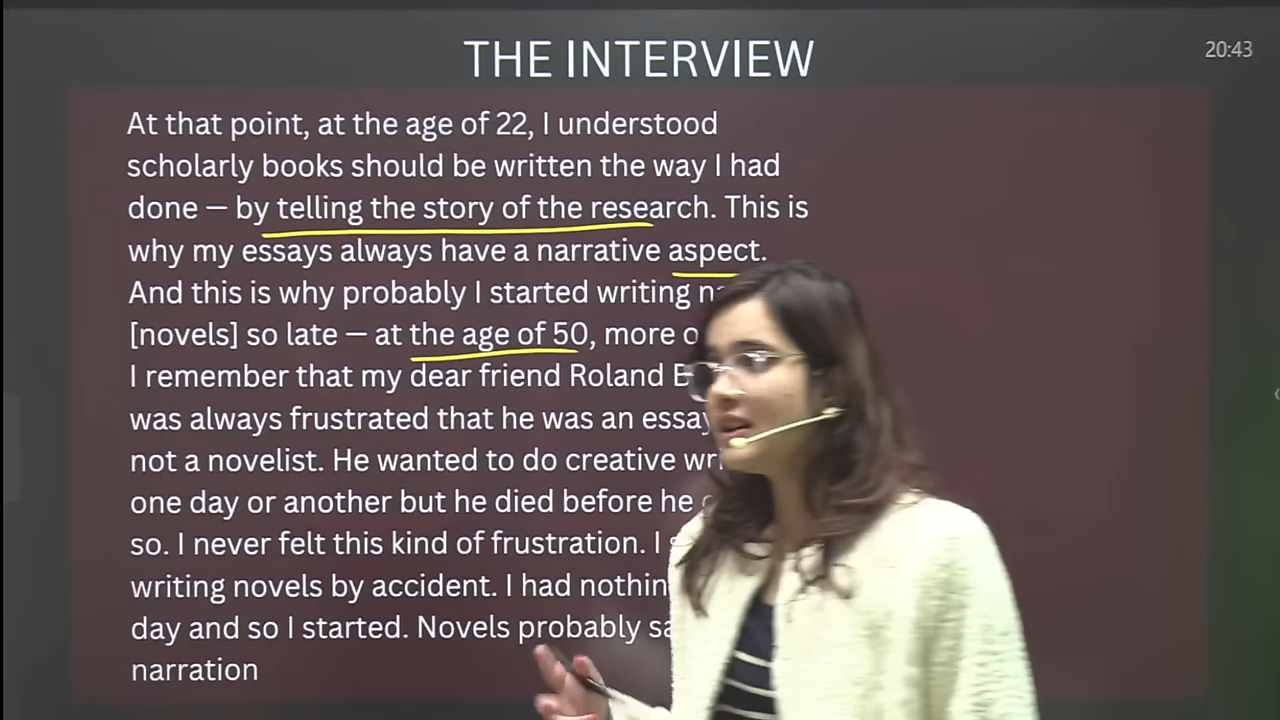 THE INTERVIEW
20:43
At that point, at the age of 22, I understood
scholarly books should be written the way I had
done — by telling the story of the research. This is
why my essays always have a narrative aspect.
And this is why probably I started writing
[novels] so late — at the age of 50, more
I remember that my dear friend Roland
was always frustrated that he was an
not a novelist. He wanted to do creative
one day or another but he died before he
so. I never felt this kind of frustration. I
writing novels by accident. I had
day and so I started. Novels probably
narration